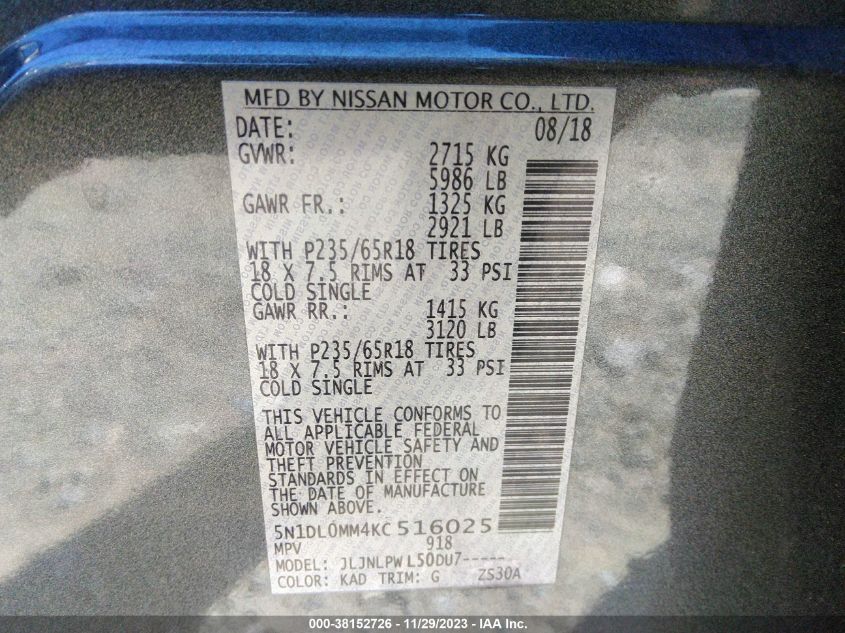 MFD BY NISSAN MOTOR CO., LTD.
DATE: 08/18
GVWR: 2715 KG
5986 LB
GAWR FR.: 1325 KG
2921 LB
WITH P235/65R18 TIRES
18 X 7.5 RIMS AT 33 PSI
COLD SINGLE
GAWR RR.: 1415 KG
3120 LB
WITH P235/65R18 TIRES
18 X 7.5 RIMS AT 33 PSI
COLD SINGLE
THIS VEHICLE CONFORMS TO
ALL APPLICABLE FEDERAL
MOTOR VEHICLE SAFETY AND
THEFT PREVENTION
STANDARDS IN EFFECT ON
THE DATE OF MANUFACTURE
SHOWN ABOVE.
5N1DL0MM4KC 516025
MPV 918
MODEL: JLJNLPW L50DU7-----
COLOR: KAD TRIM: G ZS30A
000-38152726 - 11/29/2023 - IAA Inc.